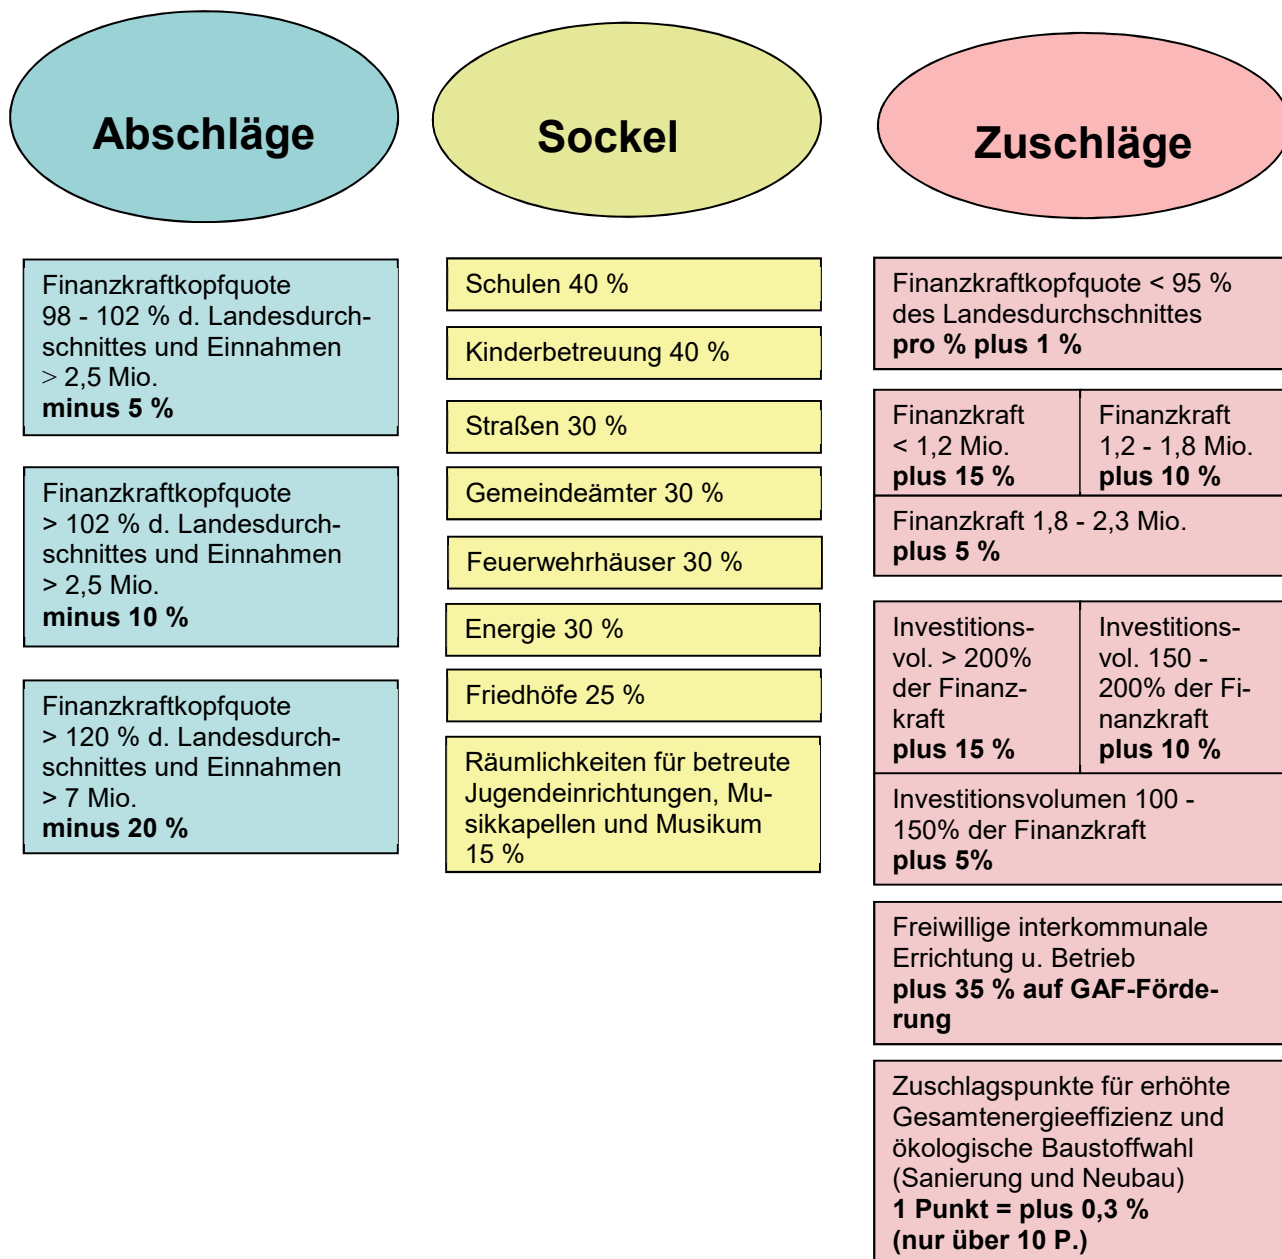 Abschläge
Finanzkraftkopfquote
98 - 102 % d. Landesdurch-
schnittes und Einnahmen
> 2,5 Mio.
minus 5 %
Finanzkraftkopfquote
> 102 % d. Landesdurch-
schnittes und Einnahmen
> 2,5 Mio.
minus 10 %
Finanzkraftkopfquote
> 120 % d. Landesdurch-
schnittes und Einnahmen
> 7 Mio.
minus 20 %
Sockel
Schulen 40 %
Kinderbetreuung 40 %
Straßen 30 %
Gemeindeämter 30 %
Feuerwehrhäuser 30 %
Energie 30 %
Friedhöfe 25 %
Räumlichkeiten für betreute
Jugendeinrichtungen, Mu-
sikkapellen und Musikum
15 %
Zuschläge
Finanzkraftkopfquote < 95 %
des Landesdurchschnittes
pro % plus 1 %
Finanzkraft
< 1,2 Mio.
plus 15 %
Finanzkraft
1,2 - 1,8 Mio.
plus 10 %
Finanzkraft 1,8 - 2,3 Mio.
plus 5 %
Investitions-
vol. > 200%
der Finanz-
kraft
plus 15 %
Investitions-
vol. 150 -
200% der Fi-
nanzkraft
plus 10 %
Investitionsvolumen 100 -
150% der Finanzkraft
plus 5%
Freiwillige interkommunale
Errichtung u. Betrieb
plus 35 % auf GAF-Förde-
rung
Zuschlagspunkte für erhöhte
Gesamtenergieeffizienz und
ökologische Baustoffwahl
(Sanierung und Neubau)
1 Punkt = plus 0,3 %
(nur über 10 P.)